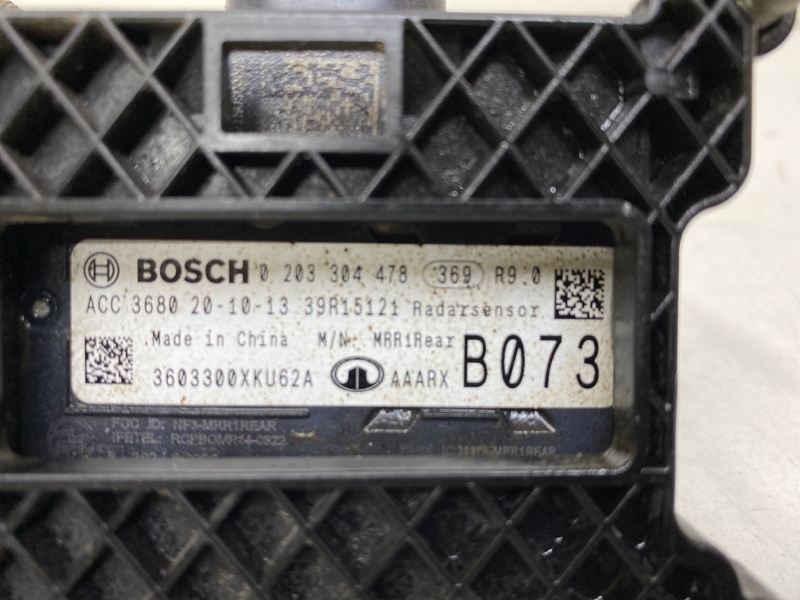 BOSCH 0 203 304 478 369 R9.0
ACC 3680 20-10-13 39R15121 Radarsensor
Made in China M/N: MRR1Rear
B073
3603300XKU62A AAARX
FCC ID: NF3-MRR1REAR
IFETEL: